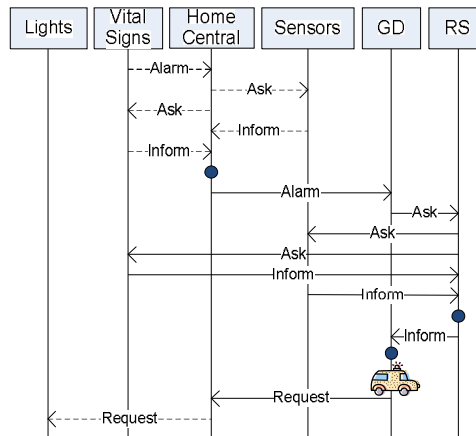 Lights
Vital
Signs
Home
Central
Sensors
GD
RS
Alarm
Ask
Ask
Inform
Inform
Alarm
Ask
Ask
Ask
Inform
Inform
Inform
Request
Request